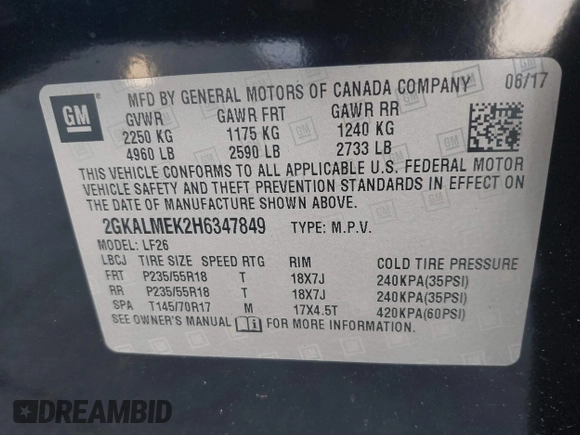 GM
MFD BY GENERAL MOTORS OF CANADA COMPANY 06/17
GVWR GAWR FRT GAWR RR
2250 KG 1175 KG 1240 KG
4960 LB 2590 LB 2733 LB
THIS VEHICLE CONFORMS TO ALL APPLICABLE U.S. FEDERAL MOTOR
VEHICLE SAFETY AND THEFT PREVENTION STANDARDS IN EFFECT ON
THE DATE OF MANUFACTURE SHOWN ABOVE.
2GKALMEK2H6347849 TYPE: M.P.V.
MODEL: LF26
LBCJ TIRE SIZE SPEED RTG RIM COLD TIRE PRESSURE
FRT P235/55R18 T 18X7J 240KPA(35PSI)
RR P235/55R18 T 18X7J 240KPA(35PSI)
SPA T145/70R17 M 17X4.5T 420KPA(60PSI)
SEE OWNER'S MANUAL FOR MORE INFORMATION.
DREAMBID